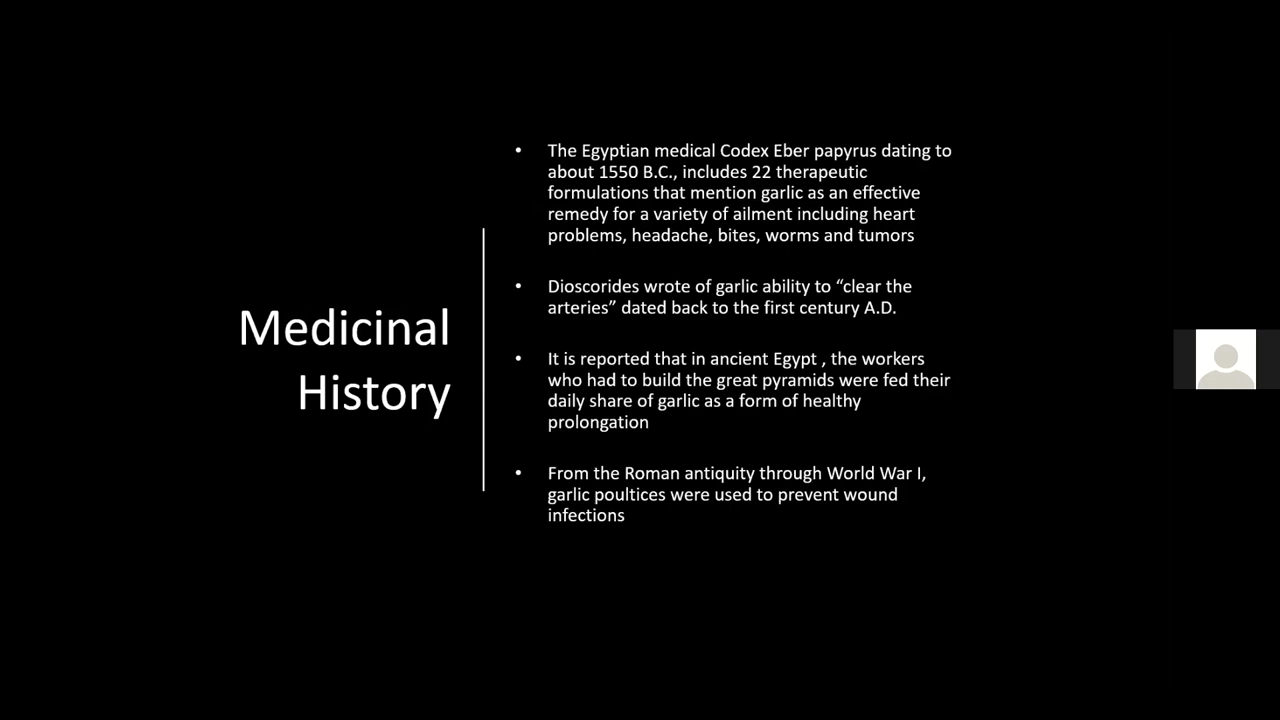 Medicinal
History
• The Egyptian medical Codex Eber papyrus dating to
about 1550 B.C., includes 22 therapeutic
formulations that mention garlic as an effective
remedy for a variety of ailment including heart
problems, headache, bites, worms and tumors
• Dioscorides wrote of garlic ability to “clear the
arteries” dated back to the first century A.D.
• It is reported that in ancient Egypt , the workers
who had to build the great pyramids were fed their
daily share of garlic as a form of healthy
prolongation
• From the Roman antiquity through World War I,
garlic poultices were used to prevent wound
infections